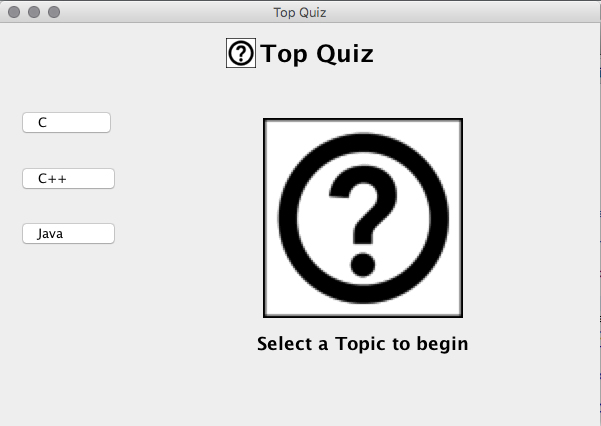 Top Quiz
Top Quiz
C
C++
Java
Select a Topic to begin